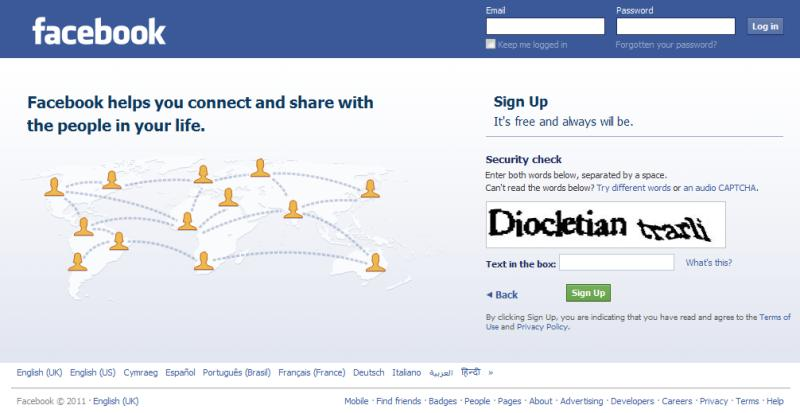 facebook
Email
Password
Log in
Keep me logged in
Forgotten your password?
Facebook helps you connect and share with
the people in your life.
Sign Up
It's free and always will be.
Security check
Enter both words below, separated by a space.
Can't read the words below? Try different words or an audio CAPTCHA.
Diocletian trarli
Text in the box:
What's this?
Back
Sign Up
By clicking Sign Up, you are indicating that you have read and agree to the Terms of
Use and Privacy Policy.
English (UK) English (US) Cymraeg Español Português (Brasil) Français (France) Deutsch Italiano العربية हिन्दी »
Facebook © 2011 · English (UK)
Mobile · Find friends · Badges · People · Pages · About · Advertising · Developers · Careers · Privacy · Terms · Help